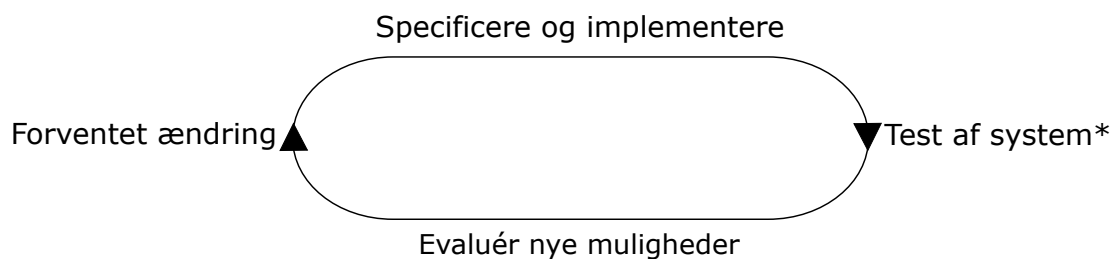 Specificere og implementere
Forventet ændring
Test af system*
Evaluér nye muligheder